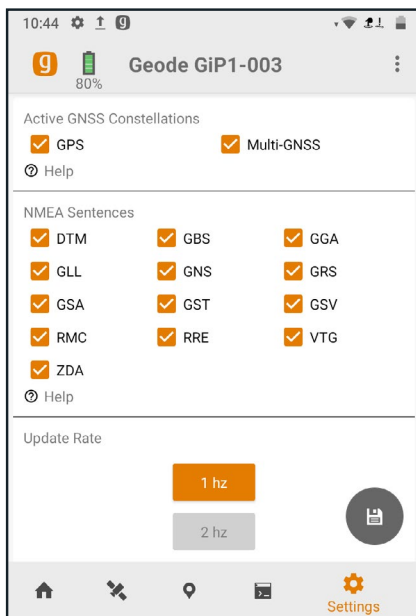 10:44
80%
Geode GiP1-003
Active GNSS Constellations
GPS Multi-GNSS
Help
NMEA Sentences
DTM GBS GGA
GLL GNS GRS
GSA GST GSV
RMC RRE VTG
ZDA
Help
Update Rate
1 hz
2 hz
Settings